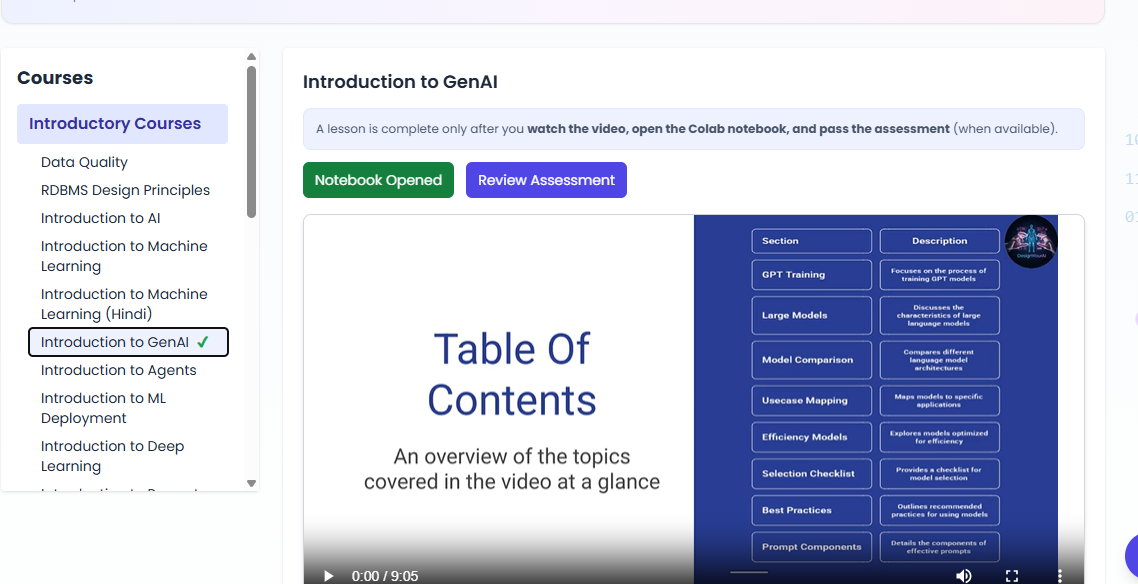 Courses
Introductory Courses
Data Quality
RDBMS Design Principles
Introduction to AI
Introduction to Machine
Learning
Introduction to Machine
Learning (Hindi)
Introduction to GenAI ✓
Introduction to Agents
Introduction to ML
Deployment
Introduction to Deep
Learning
Introduction to GenAI
A lesson is complete only after you watch the video, open the Colab notebook, and pass the assessment (when available).
Notebook Opened
Review Assessment
Table Of
Contents
An overview of the topics
covered in the video at a glance
Section
Description
GPT Training
Focuses on the process of
training GPT models
Large Models
Discusses the
characteristics of large
language models
Model Comparison
Compares different
language model
architectures
Usecase Mapping
Maps models to specific
applications
Efficiency Models
Explores models optimized
for efficiency
Selection Checklist
Provides a checklist for
model selection
Best Practices
Outlines recommended
practices for using models
Prompt Components
Details the components of
effective prompts
0:00 / 9:05